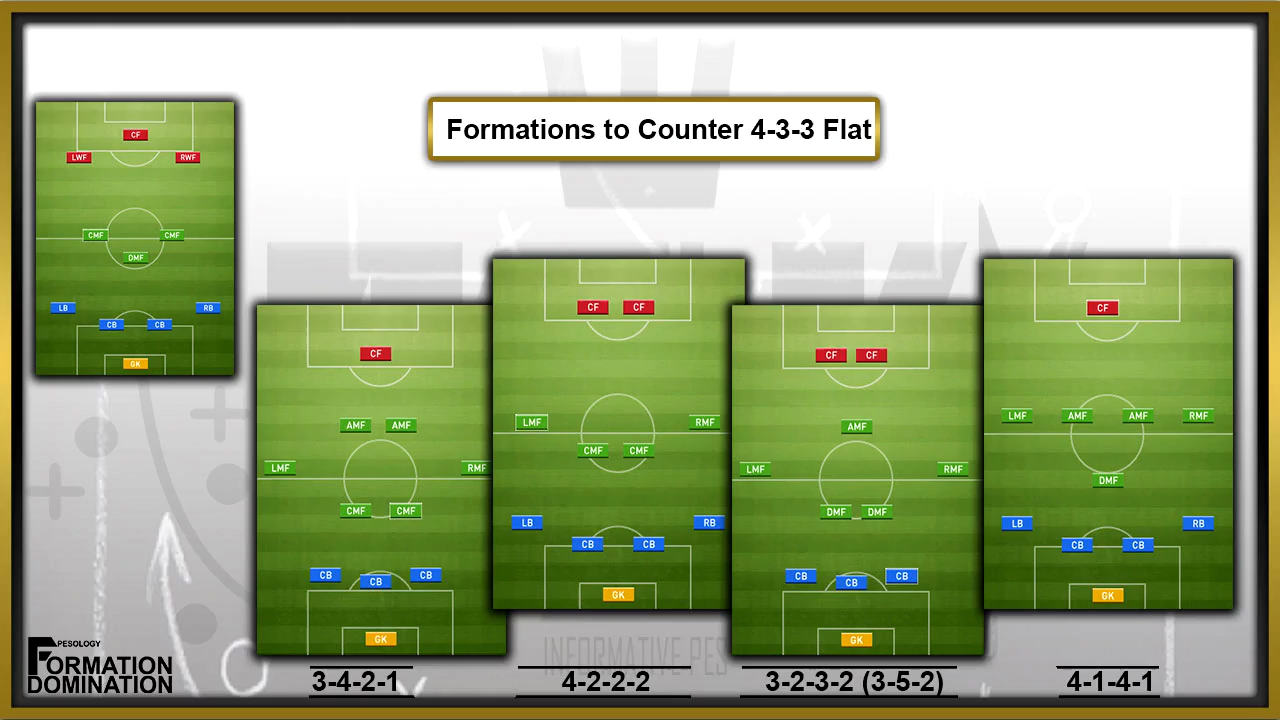 Formations to Counter 4-3-3 Flat
CF
LWF RWF
CMF CMF
DMF
LB RB
CB CB
GK
CF
AMF AMF
LMF RMF
CMF CMF
CB CB
CB
GK
3-4-2-1
CF CF
LMF RMF
CMF CMF
LB RB
CB CB
GK
4-2-2-2
CF CF
AMF
LMF RMF
DMF DMF
CB CB
CB
GK
3-2-3-2 (3-5-2)
CF
LMF AMF AMF RMF
DMF
LB RB
CB CB
GK
4-1-4-1
PESOLOGY
FORMATION
DOMINATION
INFORMATIVE PES